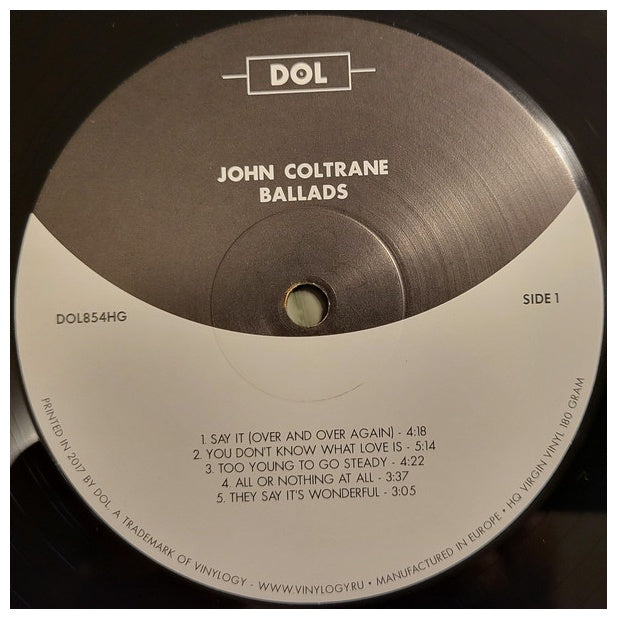 DOL
JOHN COLTRANE
BALLADS
DOL854HG
SIDE 1
1. SAY IT (OVER AND OVER AGAIN) - 4:18
2. YOU DON'T KNOW WHAT LOVE IS - 5:14
3. TOO YOUNG TO GO STEADY - 4:22
4. ALL OR NOTHING AT ALL - 3:37
5. THEY SAY IT'S WONDERFUL - 3:05
PRINTED IN 2017 BY DOL, A TRADEMARK OF VINYLOGY - WWW.VINYLOGY.RU • MANUFACTURED IN EUROPE • HQ VIRGIN VINYL 180 GRAM